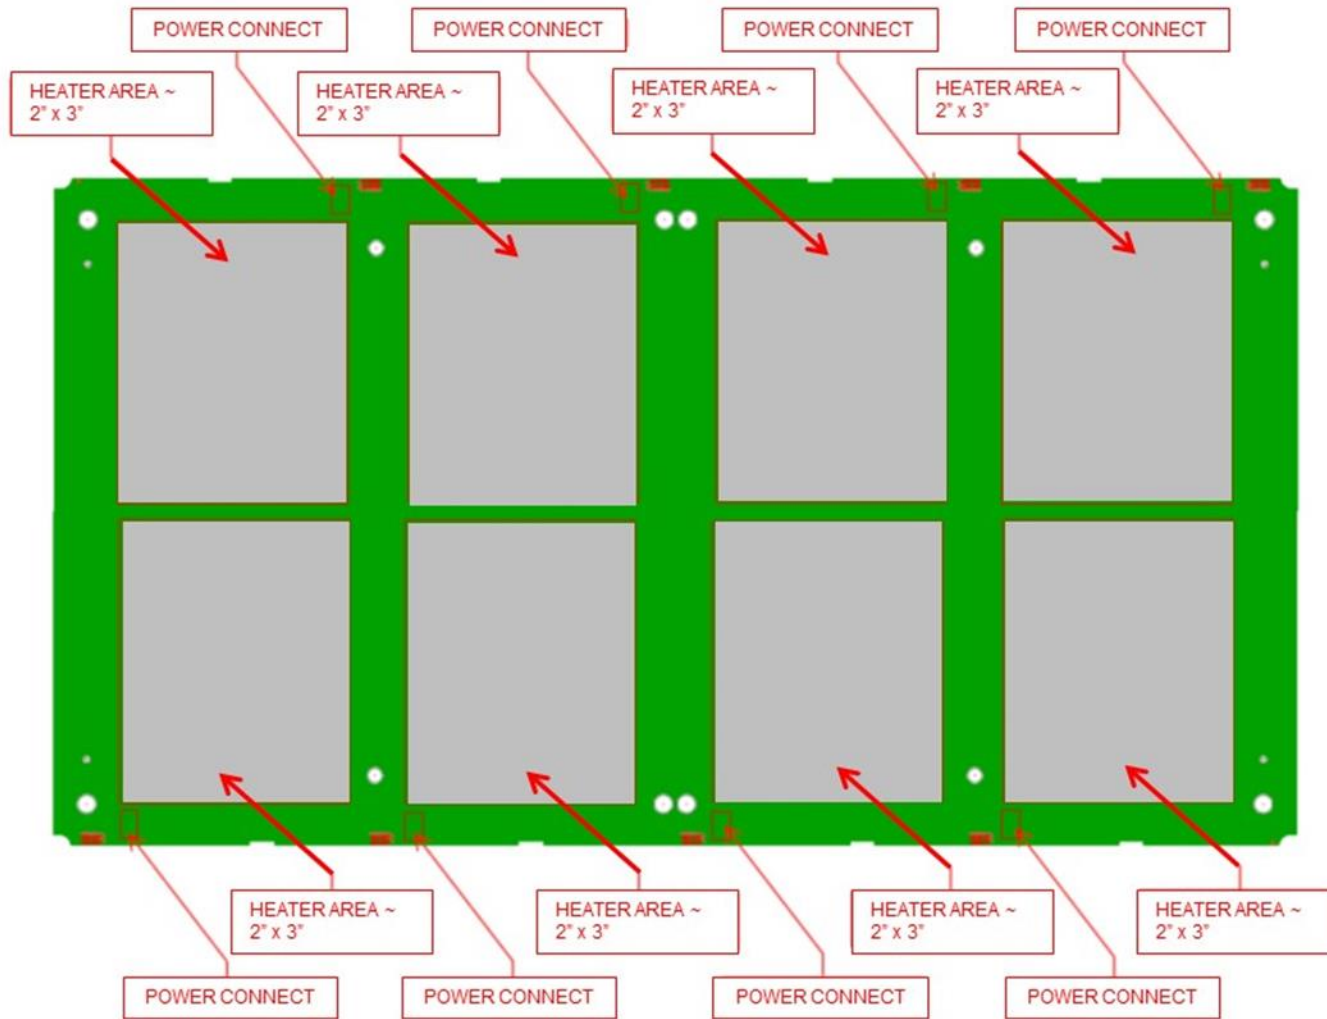 POWER CONNECT
POWER CONNECT
POWER CONNECT
POWER CONNECT
HEATER AREA ~
2” x 3”
HEATER AREA ~
2” x 3”
HEATER AREA ~
2” x 3”
HEATER AREA ~
2” x 3”
HEATER AREA ~
2” x 3”
HEATER AREA ~
2” x 3”
HEATER AREA ~
2” x 3”
HEATER AREA ~
2” x 3”
POWER CONNECT
POWER CONNECT
POWER CONNECT
POWER CONNECT